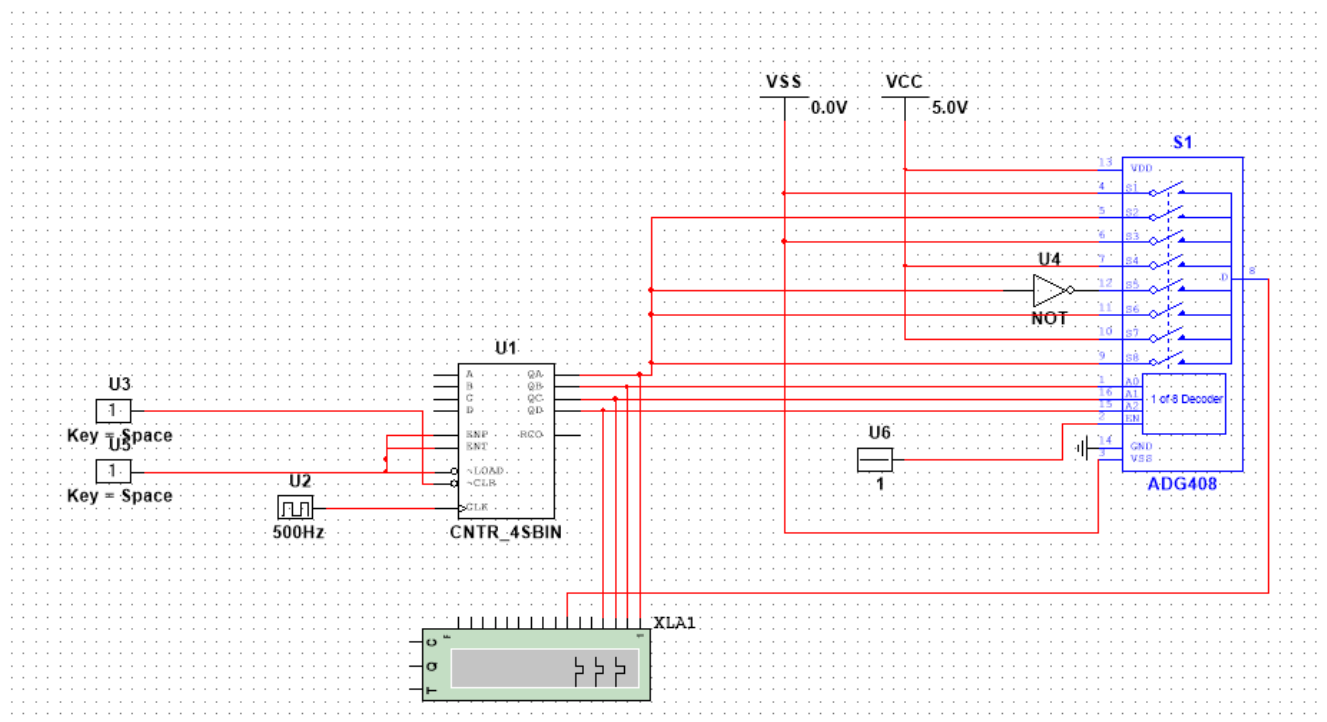 VSS
0.0V
VCC
5.0V
S1
13
VDD
4
S1
5
S2
6
S3
7
S4
12
S5
11
S6
10
S7
9
S8
D
8
1
A0
16
A1
15
A2
2
EN
1 of-8 Decoder
14
GND
3
VSS
ADG408
U4
NOT
U6
1
U1
A
B
C
D
ENP
ENT
~LOAD
~CLR
CLK
QA
QB
QC
QD
RCO
CNTR_4SBIN
U3
1
Key = Space
U5
1
Key = Space
U2
500Hz
XLA1
C
Q
T
F
1